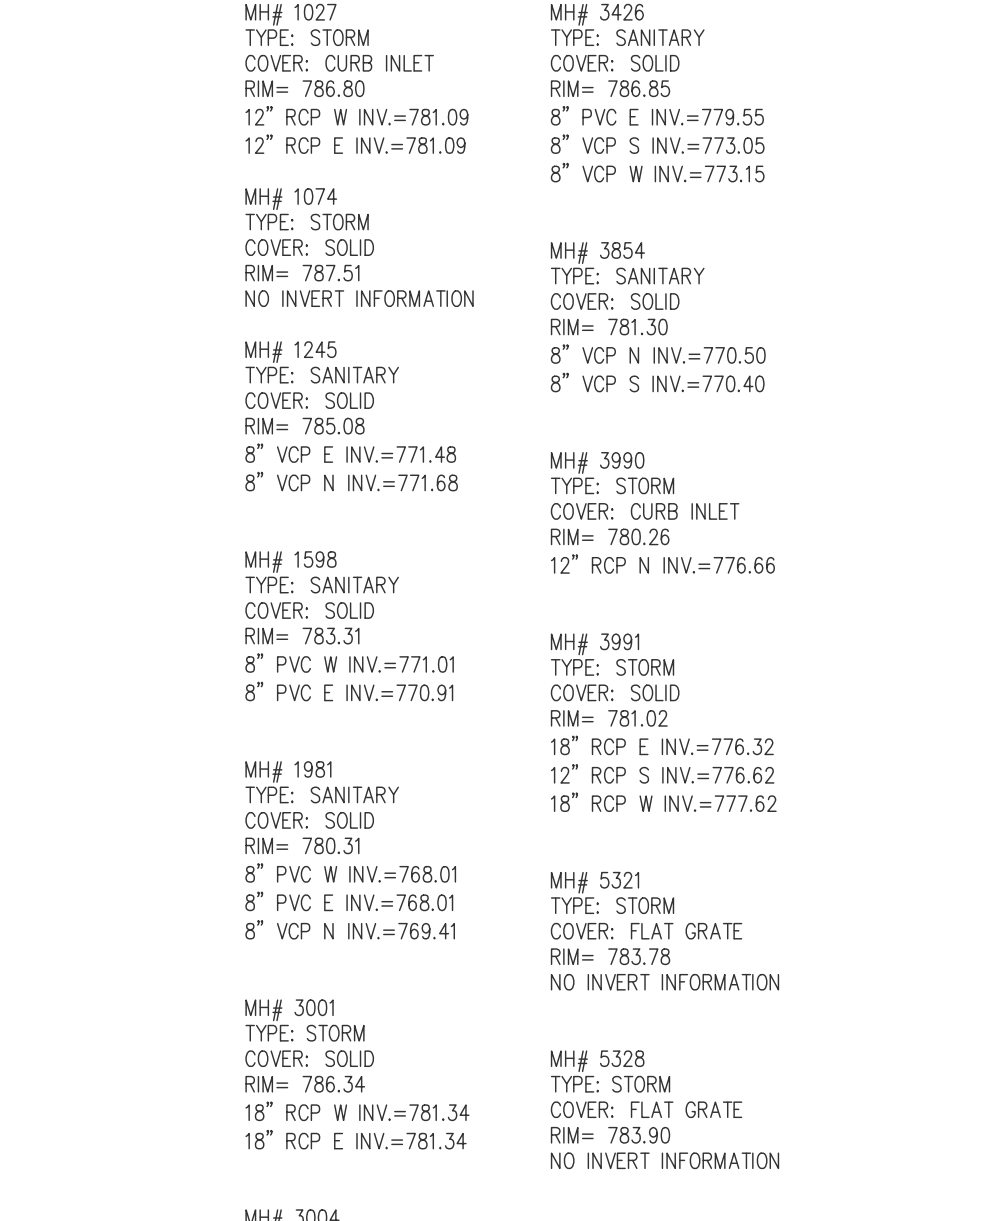 MH# 1027
TYPE: STORM
COVER: CURB INLET
RIM= 786.80
12" RCP W INV.=781.09
12" RCP E INV.=781.09
MH# 1074
TYPE: STORM
COVER: SOLID
RIM= 787.51
NO INVERT INFORMATION
MH# 1245
TYPE: SANITARY
COVER: SOLID
RIM= 785.08
8" VCP E INV.=771.48
8" VCP N INV.=771.68
MH# 1598
TYPE: SANITARY
COVER: SOLID
RIM= 783.31
8" PVC W INV.=771.01
8" PVC E INV.=770.91
MH# 1981
TYPE: SANITARY
COVER: SOLID
RIM= 780.31
8" PVC W INV.=768.01
8" PVC E INV.=768.01
8" VCP N INV.=769.41
MH# 3001
TYPE: STORM
COVER: SOLID
RIM= 786.34
18" RCP W INV.=781.34
18" RCP E INV.=781.34
MH# 3004
MH# 3426
TYPE: SANITARY
COVER: SOLID
RIM= 786.85
8" PVC E INV.=779.55
8" VCP S INV.=773.05
8" VCP W INV.=773.15
MH# 3854
TYPE: SANITARY
COVER: SOLID
RIM= 781.30
8" VCP N INV.=770.50
8" VCP S INV.=770.40
MH# 3990
TYPE: STORM
COVER: CURB INLET
RIM= 780.26
12" RCP N INV.=776.66
MH# 3991
TYPE: STORM
COVER: SOLID
RIM= 781.02
18" RCP E INV.=776.32
12" RCP S INV.=776.62
18" RCP W INV.=777.62
MH# 5321
TYPE: STORM
COVER: FLAT GRATE
RIM= 783.78
NO INVERT INFORMATION
MH# 5328
TYPE: STORM
COVER: FLAT GRATE
RIM= 783.90
NO INVERT INFORMATION